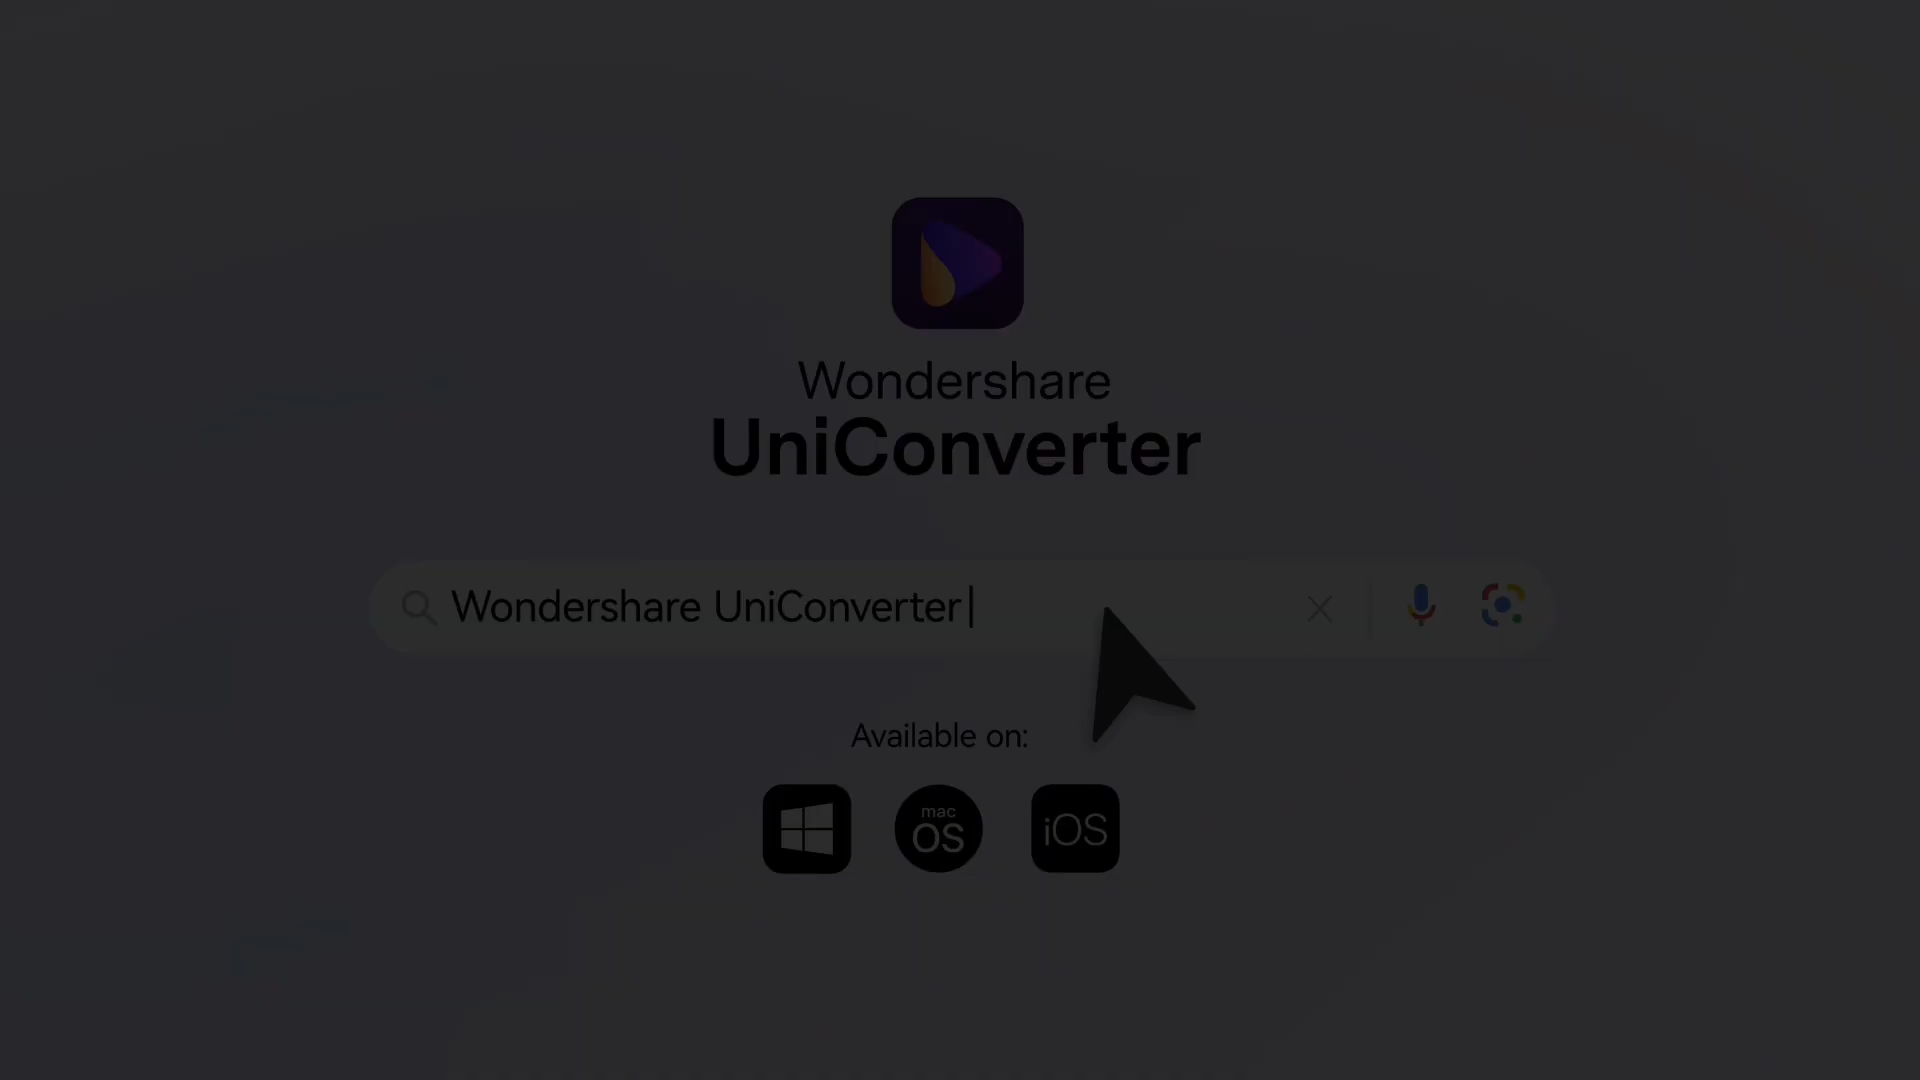 Wondershare
UniConverter
Wondershare UniConverter
Available on:
mac
OS
iOS